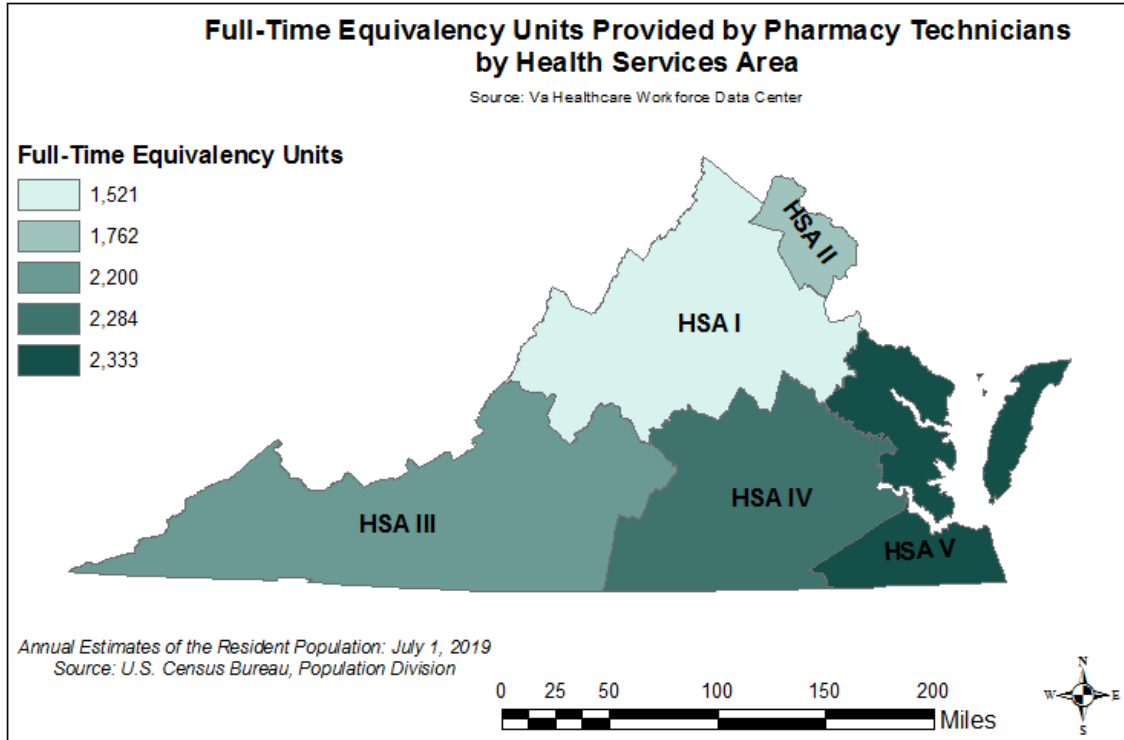 Full-Time Equivalency Units Provided by Pharmacy Technicians
by Health Services Area
Source: Va Healthcare Workforce Data Center
Full-Time Equivalency Units
1,521
1,762
2,200
2,284
2,333
HSA II
HSA I
HSA IV
HSA III
HSA V
Annual Estimates of the Resident Population: July 1, 2019
Source: U.S. Census Bureau, Population Division
0 25 50 100 150 200
Miles
N
W E
S